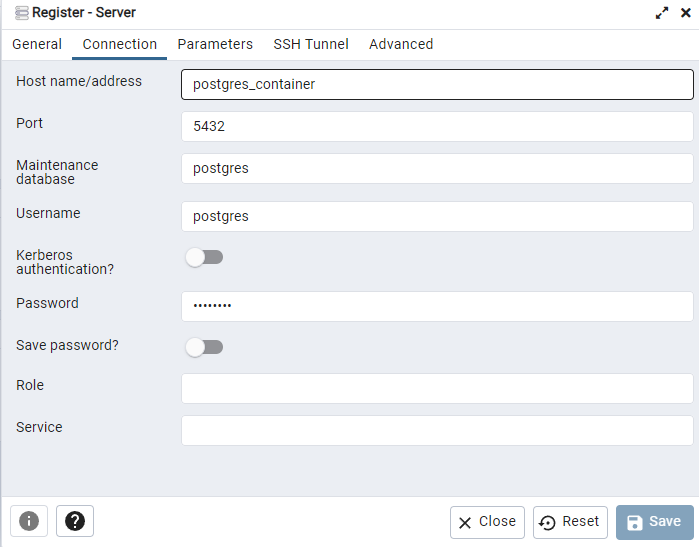 Register - Server
General Connection Parameters SSH Tunnel Advanced
Host name/address postgres_container
Port 5432
Maintenance
database postgres
Username postgres
Kerberos
authentication?
Password ••••••••
Save password?
Role
Service
i ? Close Reset Save